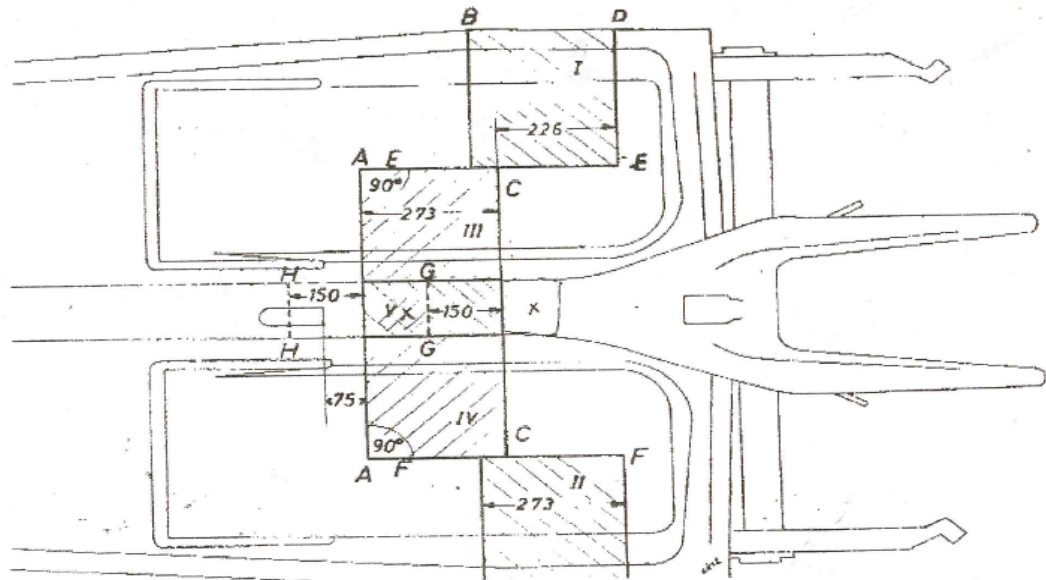 B D
I
226
A E E
90° C
273
III
H G
150 V X 150 X
H G
75
IV
90° C
A F F
II
273